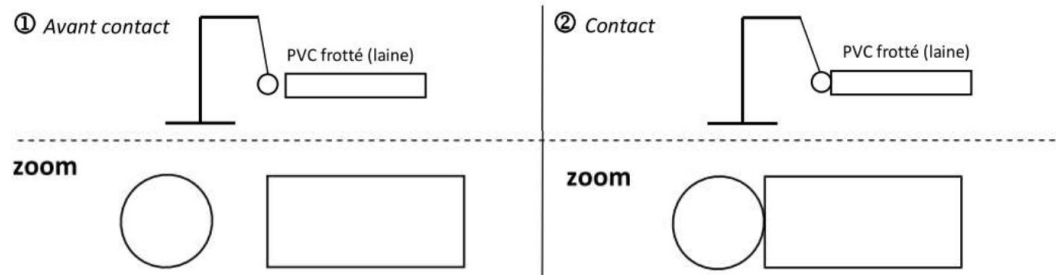 ① Avant contact
PVC frotté (laine)
zoom
② Contact
PVC frotté (laine)
zoom